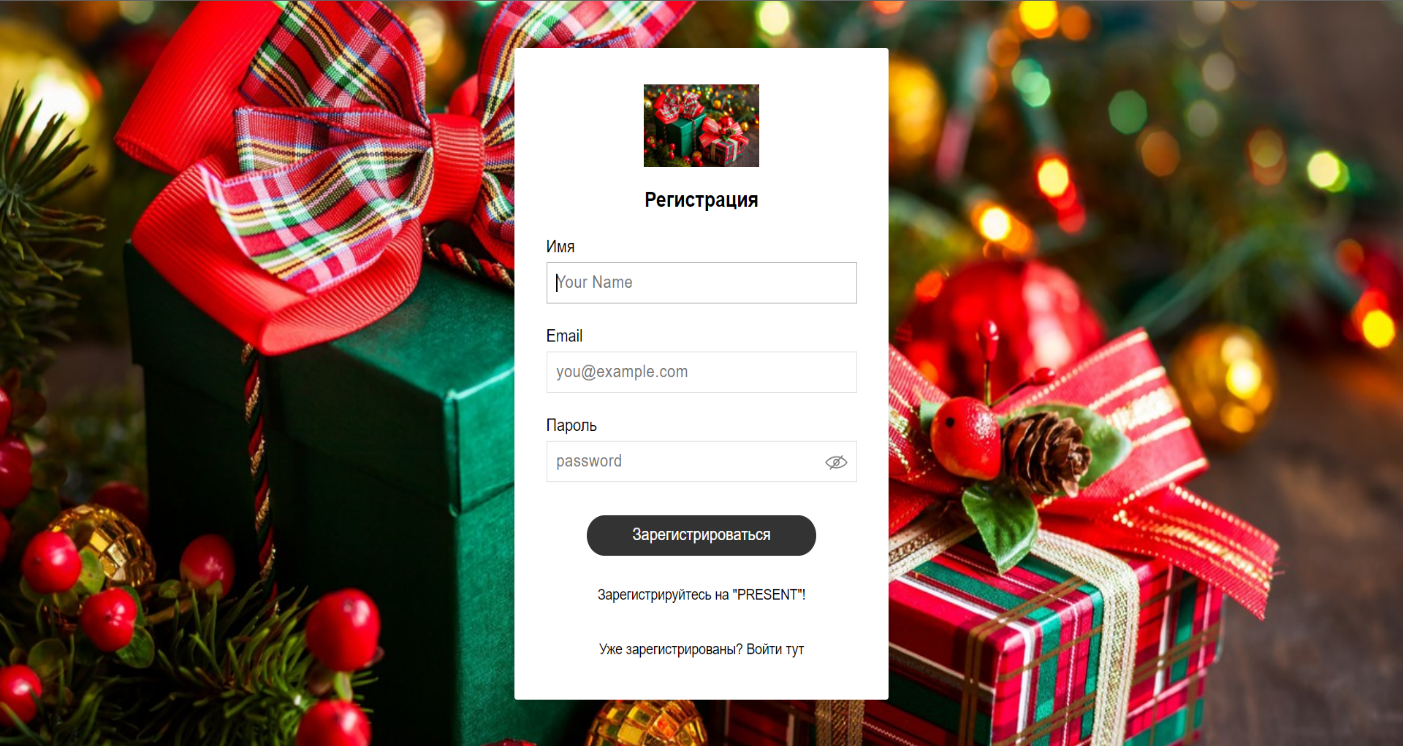 Регистрация
Имя
Your Name
Email
you@example.com
Пароль
password
Зарегистрироваться
Зарегистрируйтесь на "PRESENT"!
Уже зарегистрированы? Войти тут